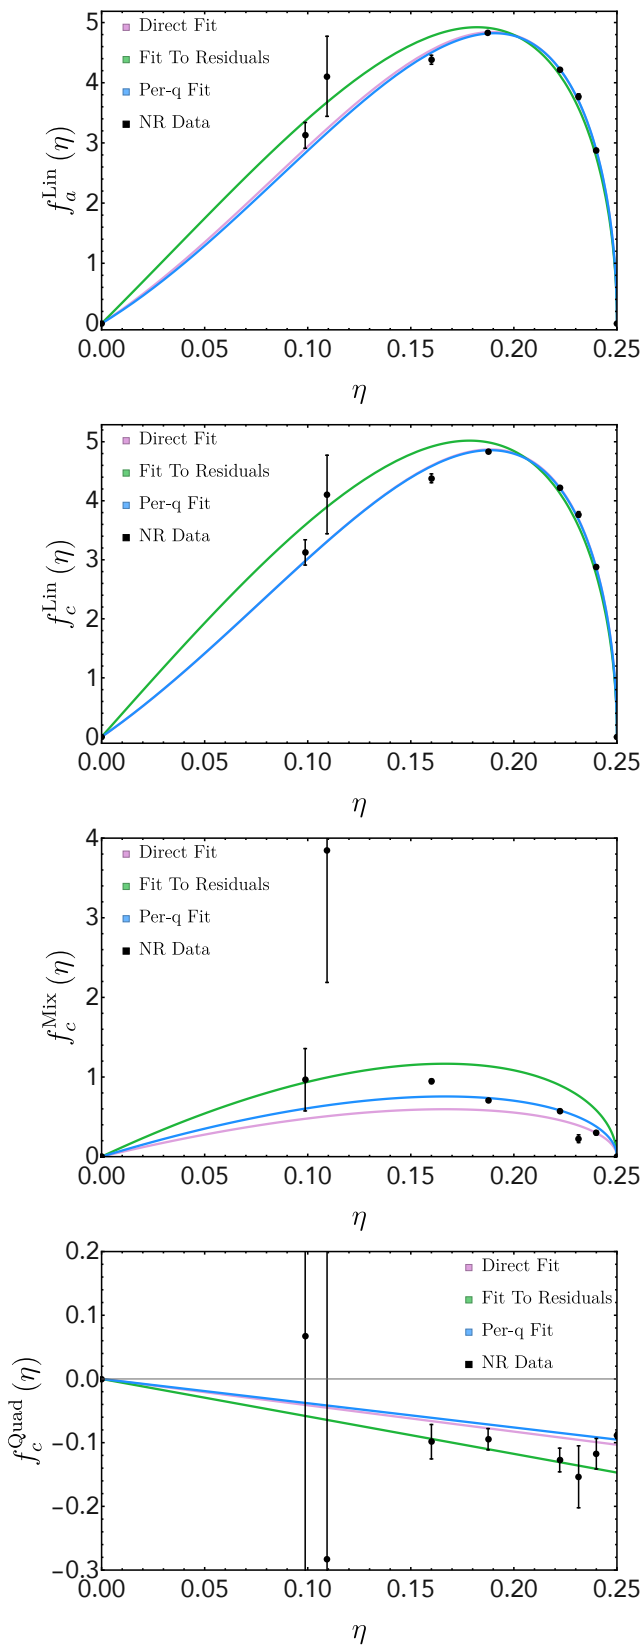 f_a^Lin (η)
5
4
3
2
1
0
Direct Fit
Fit To Residuals
Per-q Fit
NR Data
0.00 0.05 0.10 0.15 0.20 0.25
η
f_c^Lin (η)
5
4
3
2
1
0
Direct Fit
Fit To Residuals
Per-q Fit
NR Data
0.00 0.05 0.10 0.15 0.20 0.25
η
f_c^Mix (η)
4
3
2
1
0
Direct Fit
Fit To Residuals
Per-q Fit
NR Data
0.00 0.05 0.10 0.15 0.20 0.25
η
f_c^Quad (η)
0.2
0.1
0.0
−0.1
−0.2
−0.3
Direct Fit
Fit To Residuals
Per-q Fit
NR Data
0.00 0.05 0.10 0.15 0.20 0.25
η